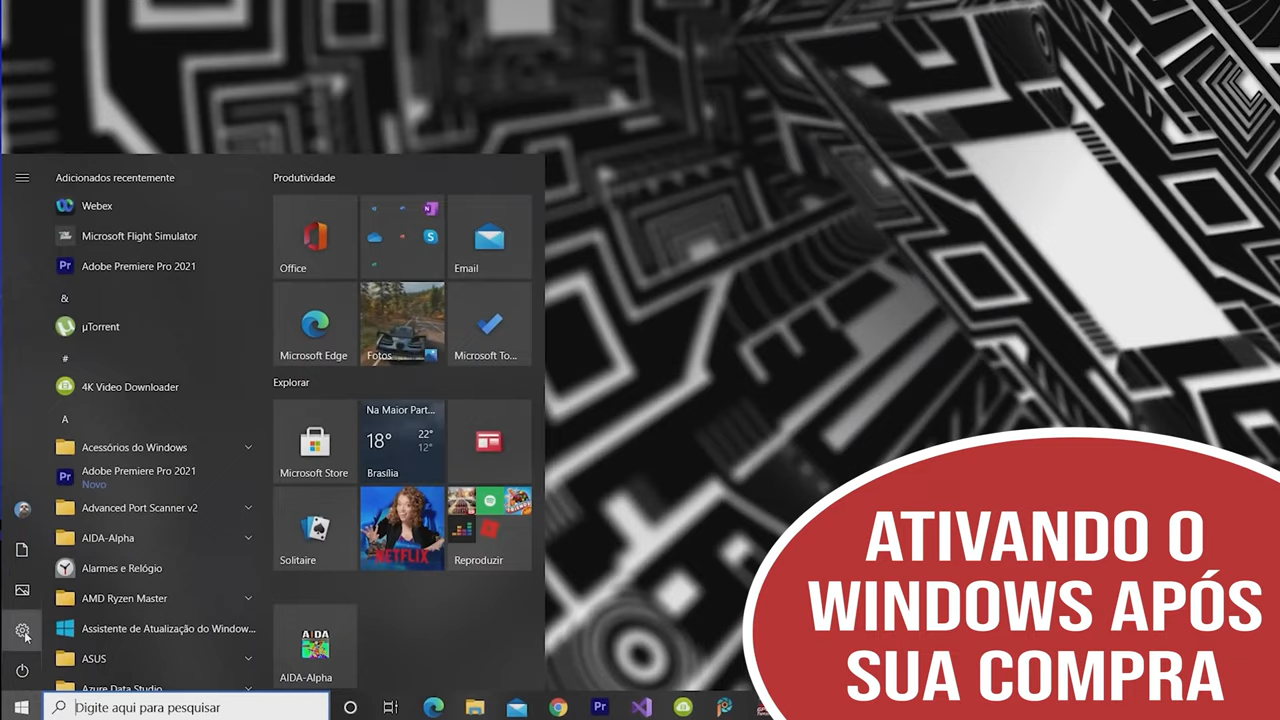 Adicionados recentemente
Webex
Microsoft Flight Simulator
Pr
Adobe Premiere Pro 2021
&
µTorrent
#
4K Video Downloader
A
Acessórios do Windows
Pr
Adobe Premiere Pro 2021
Novo
Advanced Port Scanner v2
AIDA-Alpha
Alarmes e Relógio
AMD Ryzen Master
Assistente de Atualização do Window...
ASUS
Azure Data Studio
Produtividade
Office
N
S
Email
Microsoft Edge
Fotos
Microsoft To...
Explorar
Microsoft Store
Na Maior Part...
18°
22°
12°
Brasília
Solitaire
NETFLIX
Reproduzir
AIDA
AIDA-Alpha
Digite aqui para pesquisar
Pr
ATIVANDO O
WINDOWS APÓS
SUA COMPRA